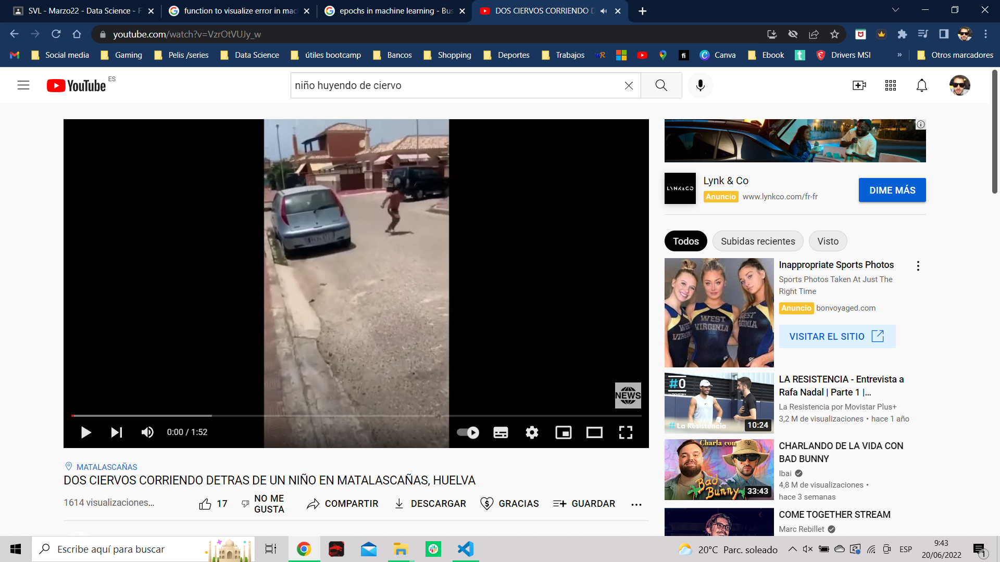 SVL - Marzo22 - Data Science - F
function to visualize error in mac
epochs in machine learning - Bus
DOS CIERVOS CORRIENDO D
youtube.com/watch?v=VzrOtVUJy_w
Social media
Gaming
Pelis /series
Data Science
útiles bootcamp
Bancos
Shopping
Deportes
Trabajos
Canva
Ebook
Drivers MSI
»
Otros marcadores
YouTube ES
niño huyendo de ciervo
NEWS
0:00 / 1:52
MATALASCAÑAS
DOS CIERVOS CORRIENDO DETRAS DE UN NIÑO EN MATALASCAÑAS, HUELVA
1614 visualizaciones...
17
NO ME
GUSTA
COMPARTIR
DESCARGAR
GRACIAS
GUARDAR
LYNK&CO
Lynk & Co
Anuncio www.lynkco.com/fr-fr
DIME MÁS
Todos
Subidas recientes
Visto
WEST
VIRGINIA
Inappropriate Sports Photos
Sports Photos Taken At Just The
Right Time
Anuncio bonvoyaged.com
VISITAR EL SITIO
#0
# La Resistencia
10:24
LA RESISTENCIA - Entrevista a
Rafa Nadal | Parte 1 |...
La Resistencia por Movistar Plus+
3,2 M de visualizaciones • hace 1 año
Charla con
Bad
Bunny
33:43
CHARLANDO DE LA VIDA CON
BAD BUNNY
Ibai
4,8 M de visualizaciones •
hace 3 semanas
COME TOGETHER STREAM
Marc Rebillet
Escribe aquí para buscar
20°C Parc. soleado
ESP
9:43
20/06/2022
1